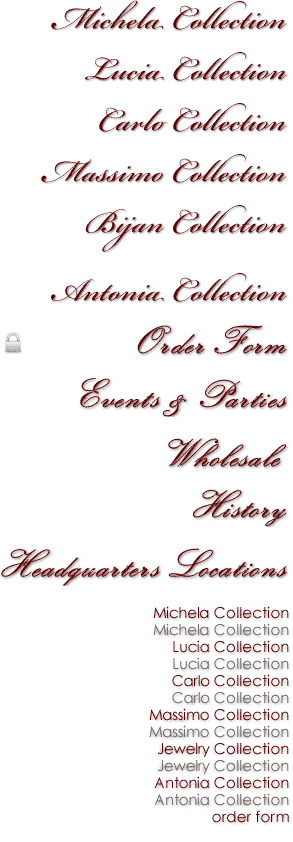 Michela Collection
Lucia Collection
Carlo Collection
Massimo Collection
Bijan Collection
Antonia Collection
Order Form
Events & Parties
Wholesale
History
Headquarters Locations
Michela Collection
Michela Collection
Lucia Collection
Lucia Collection
Carlo Collection
Carlo Collection
Massimo Collection
Massimo Collection
Jewelry Collection
Jewelry Collection
Antonia Collection
Antonia Collection
order form